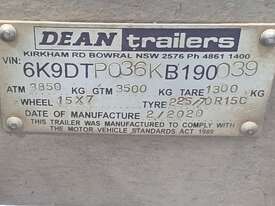 DEAN trailers
KIRKHAM RD BOWRAL NSW 2576 Ph 4861 1400
VIN: 6K9DTP036KB190039
ATM 3850 KG GTM 3500 KG TARE 1300 KG
WHEEL 15X7 TYRE 225/70R15C
DATE OF MANUFACTURE 2/2020
THIS TRAILER WAS MANUFACTURED TO COMPLY WITH
THE MOTOR VEHICLE STANDARDS ACT 1989